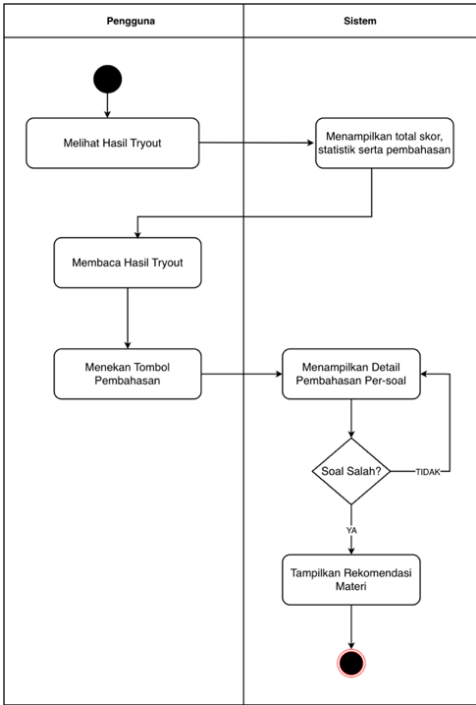 Pengguna
Sistem
Melihat Hasil Tryout
Menampilkan total skor,
statistik serta pembahasan
Membaca Hasil Tryout
Menekan Tombol
Pembahasan
Menampilkan Detail
Pembahasan Per-soal
Soal Salah?
TIDAK
YA
Tampilkan Rekomendasi
Materi